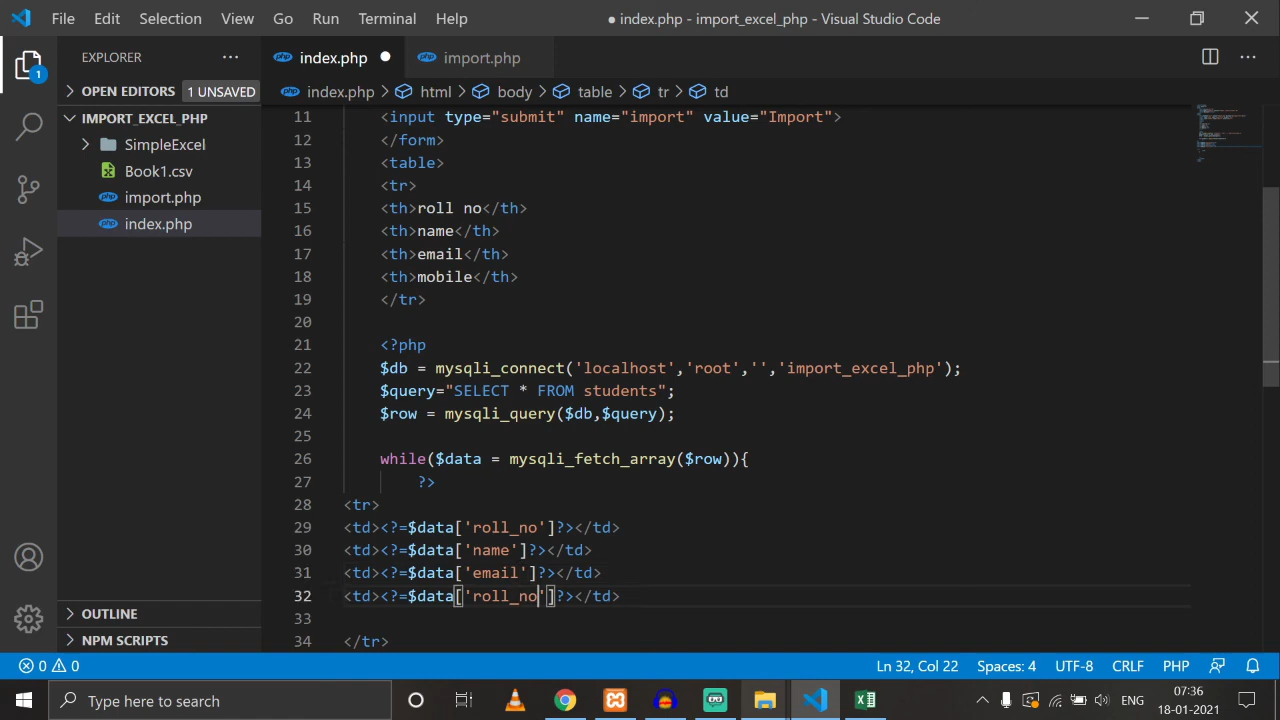 File Edit Selection View Go Run Terminal Help
● index.php - import_excel_php - Visual Studio Code
EXPLORER
index.php
import.php
OPEN EDITORS 1 UNSAVED
index.php > html > body > table > tr > td
IMPORT_EXCEL_PHP
SimpleExcel
Book1.csv
import.php
index.php
1
11 <input type="submit" name="import" value="Import">
12 </form>
13 <table>
14 <tr>
15 <th>roll no</th>
16 <th>name</th>
17 <th>email</th>
18 <th>mobile</th>
19 </tr>
20
21 <?php
22 $db = mysqli_connect('localhost','root','','import_excel_php');
23 $query="SELECT * FROM students";
24 $row = mysqli_query($db,$query);
25
26 while($data = mysqli_fetch_array($row)){
27 ?>
28 <tr>
29 <td><?=$data['roll_no']?></td>
30 <td><?=$data['name']?></td>
31 <td><?=$data['email']?></td>
32 <td><?=$data['roll_no']?></td>
33
34 </tr>
OUTLINE
NPM SCRIPTS
0 0
Ln 32, Col 22 Spaces: 4 UTF-8 CRLF PHP
Type here to search
ENG
07:36
18-01-2021